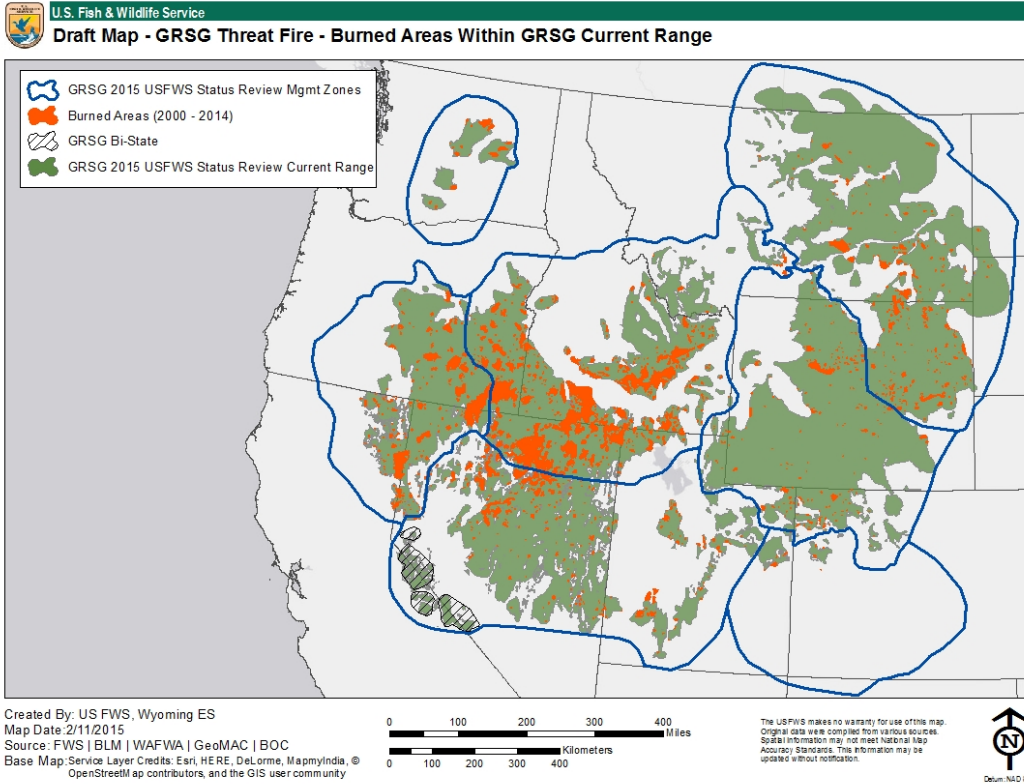 U.S. Fish & Wildlife Service
Draft Map - GRSG Threat Fire - Burned Areas Within GRSG Current Range
GRSG 2015 USFWS Status Review Mgmt Zones
Burned Areas (2000 - 2014)
GRSG Bi-State
GRSG 2015 USFWS Status Review Current Range
Created By: US FWS, Wyoming ES
Map Date:2/11/2015
Source: FWS | BLM | WAFWA | GeoMAC | BOC
Base Map:Service Layer Credits: Esri, HERE, DeLorme, MapmyIndia, ©
OpenStreetMap contributors, and the GIS user community
0 100 200 300 400
Miles
Kilometers
0 100 200 300 400
The USFWS makes no warranty for use of this map.
Original data were compiled from various sources.
Spatial information may not meet National Map
Accuracy Standards. This information may be
updated without notification.
N
Datum: NAD